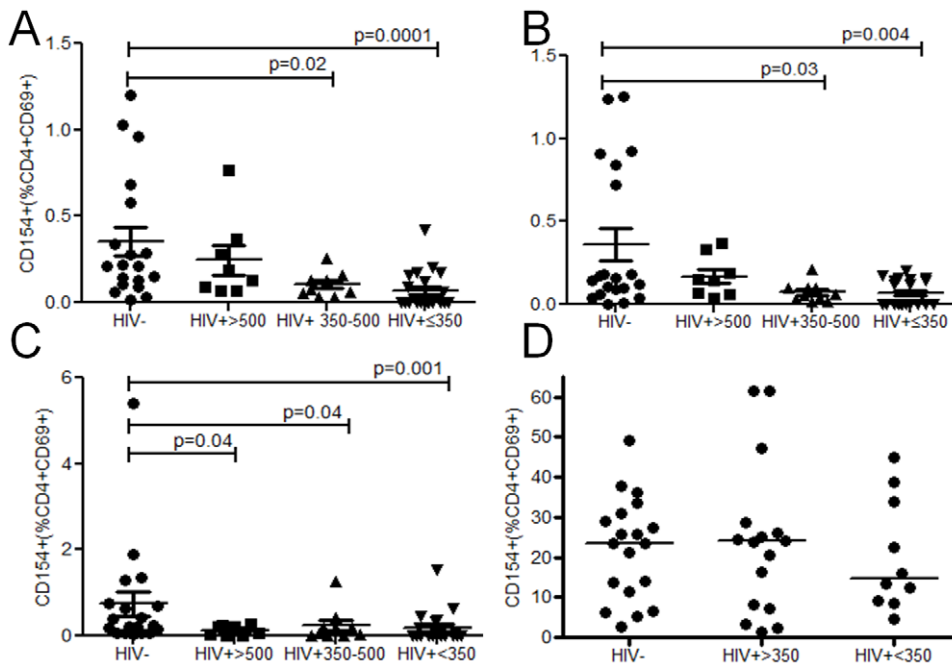 A
p=0.0001
p=0.02
CD154+(%CD4+CD69+)
1.5
1.0
0.5
0.0
HIV-
HIV+>500
HIV+ 350-500
HIV+≤350
B
p=0.004
p=0.03
CD154+(%CD4+CD69+)
1.5
1.0
0.5
0.0
HIV-
HIV+>500
HIV+350-500
HIV+≤350
C
p=0.001
p=0.04
p=0.04
CD154+(%CD4+CD69+)
6
4
2
0
HIV-
HIV+>500
HIV+350-500
HIV+<350
D
CD154+(%CD4+CD69+)
60
50
40
30
20
10
0
HIV-
HIV+>350
HIV+<350